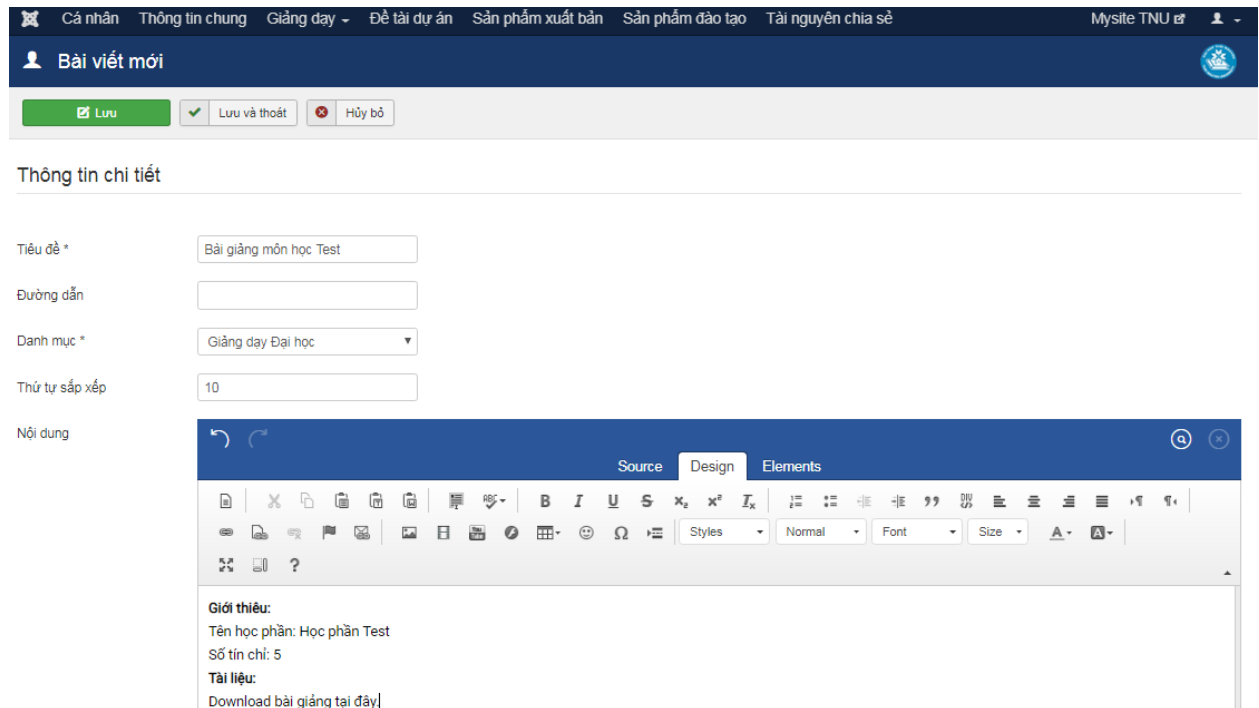 Cá nhân Thông tin chung Giảng dạy Đề tài dự án Sản phẩm xuất bản Sản phẩm đào tạo Tài nguyên chia sẻ Mysite TNU
Bài viết mới
Lưu Lưu và thoát Hủy bỏ
Thông tin chi tiết
Tiêu đề * Bài giảng môn học Test
Đường dẫn
Danh mục * Giảng dạy Đại học
Thứ tự sắp xếp 10
Nội dung
Source Design Elements
Styles Normal Font Size
Giới thiêu:
Tên học phần: Học phần Test
Số tín chỉ: 5
Tài liệu:
Download bài giảng tại đây.